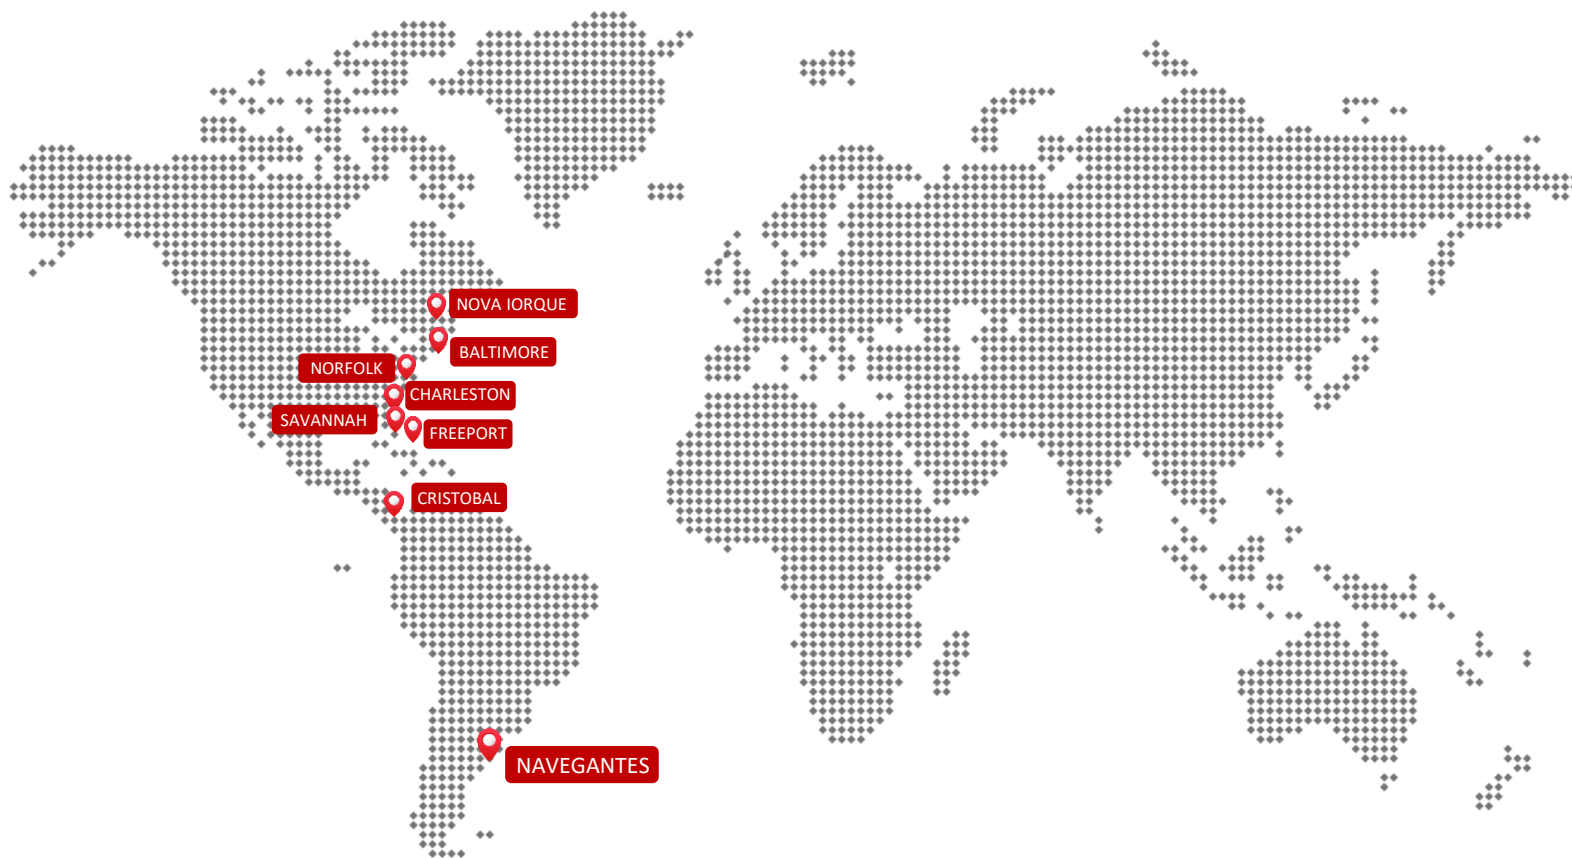 NOVA IORQUE
BALTIMORE
NORFOLK
CHARLESTON
SAVANNAH
FREEPORT
CRISTOBAL
NAVEGANTES